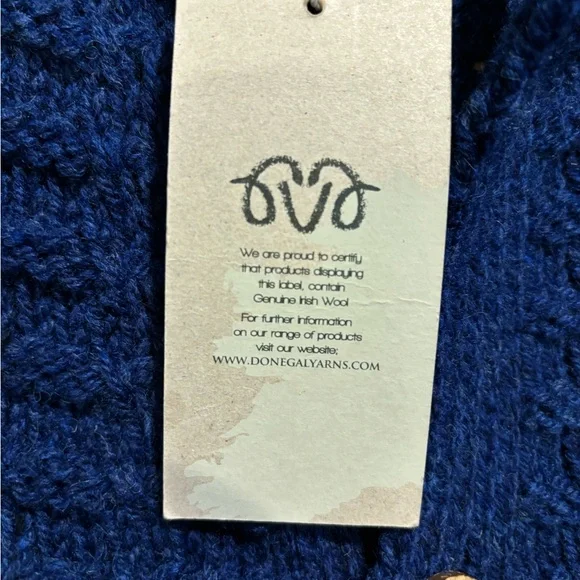 We are proud to certify
that products displaying
this label, contain
Genuine Irish Wool
For further information
on our range of products
visit our website;
WWW.DONEGALYARNS.COM